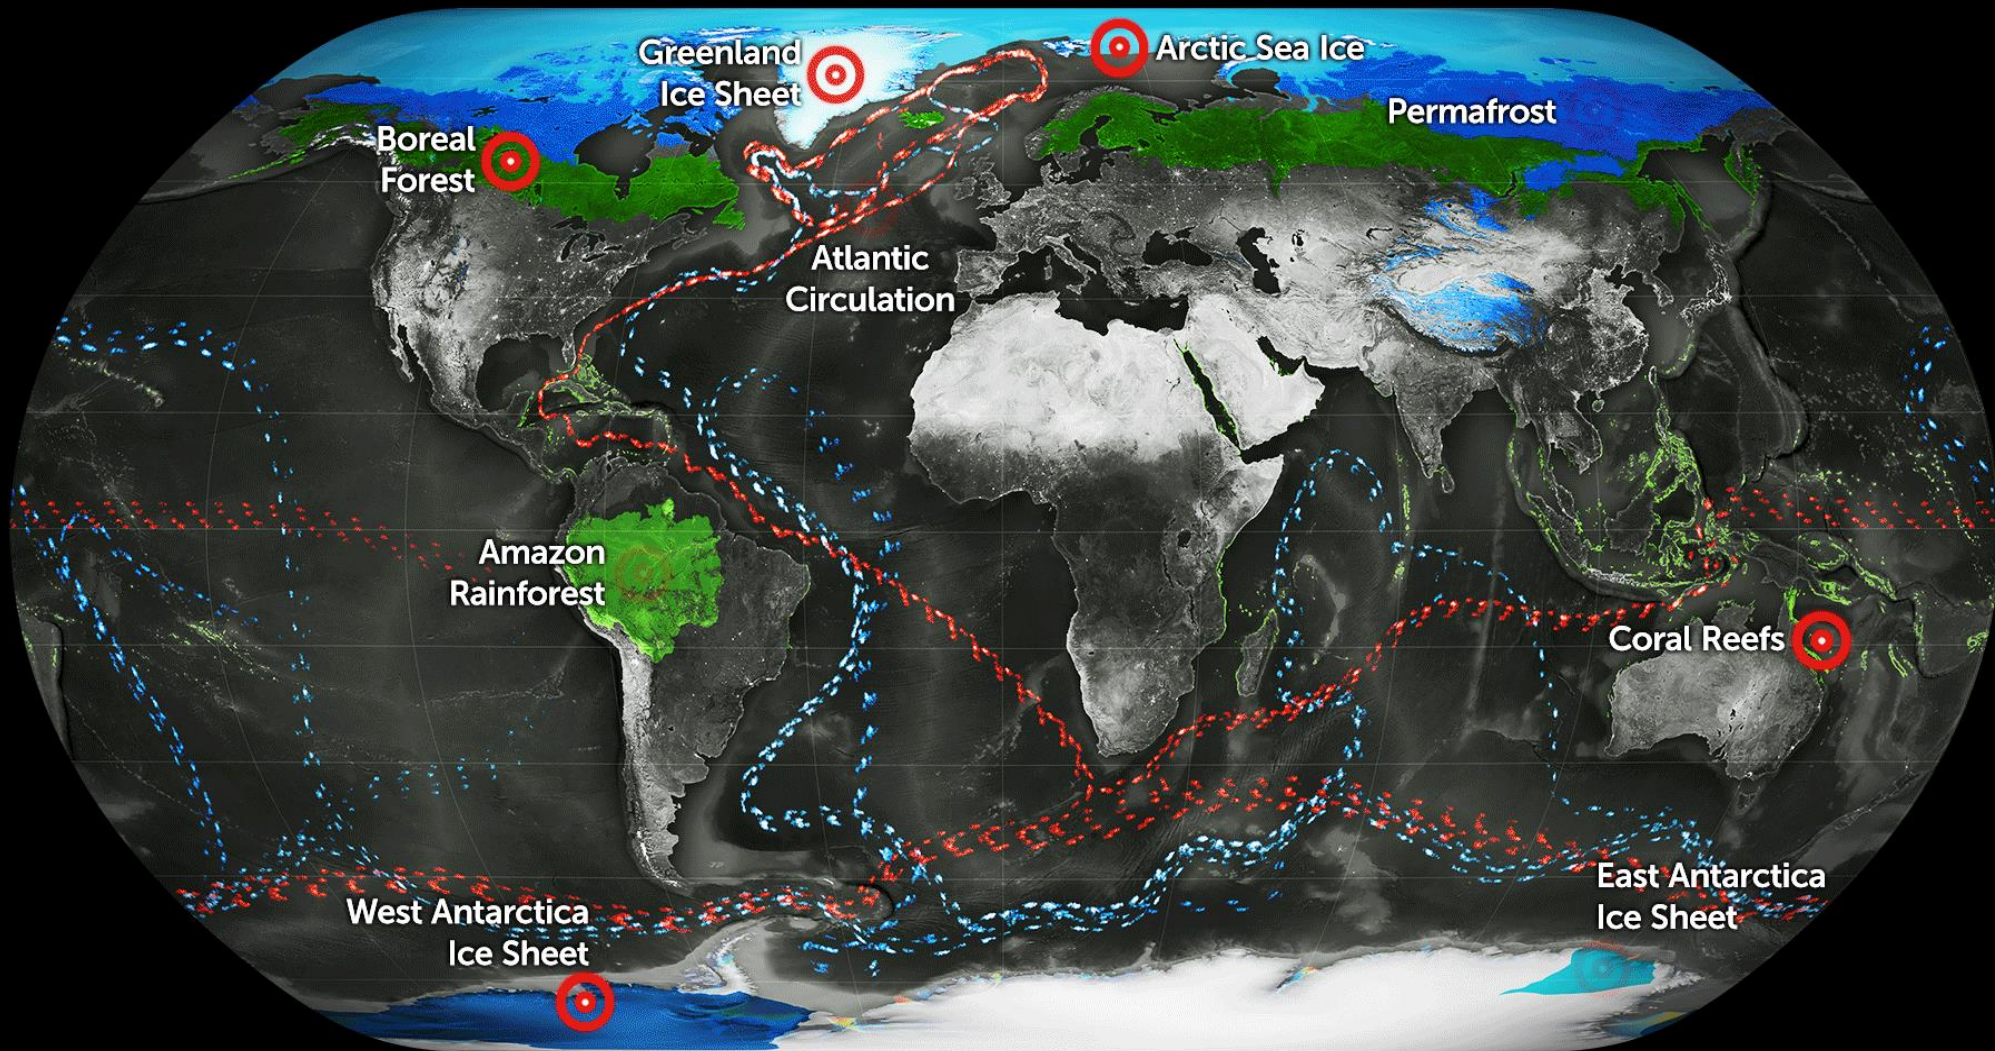 Greenland
Ice Sheet
Arctic Sea Ice
Permafrost
Boreal
Forest
Atlantic
Circulation
Amazon
Rainforest
Coral Reefs
East Antarctica
Ice Sheet
West Antarctica
Ice Sheet